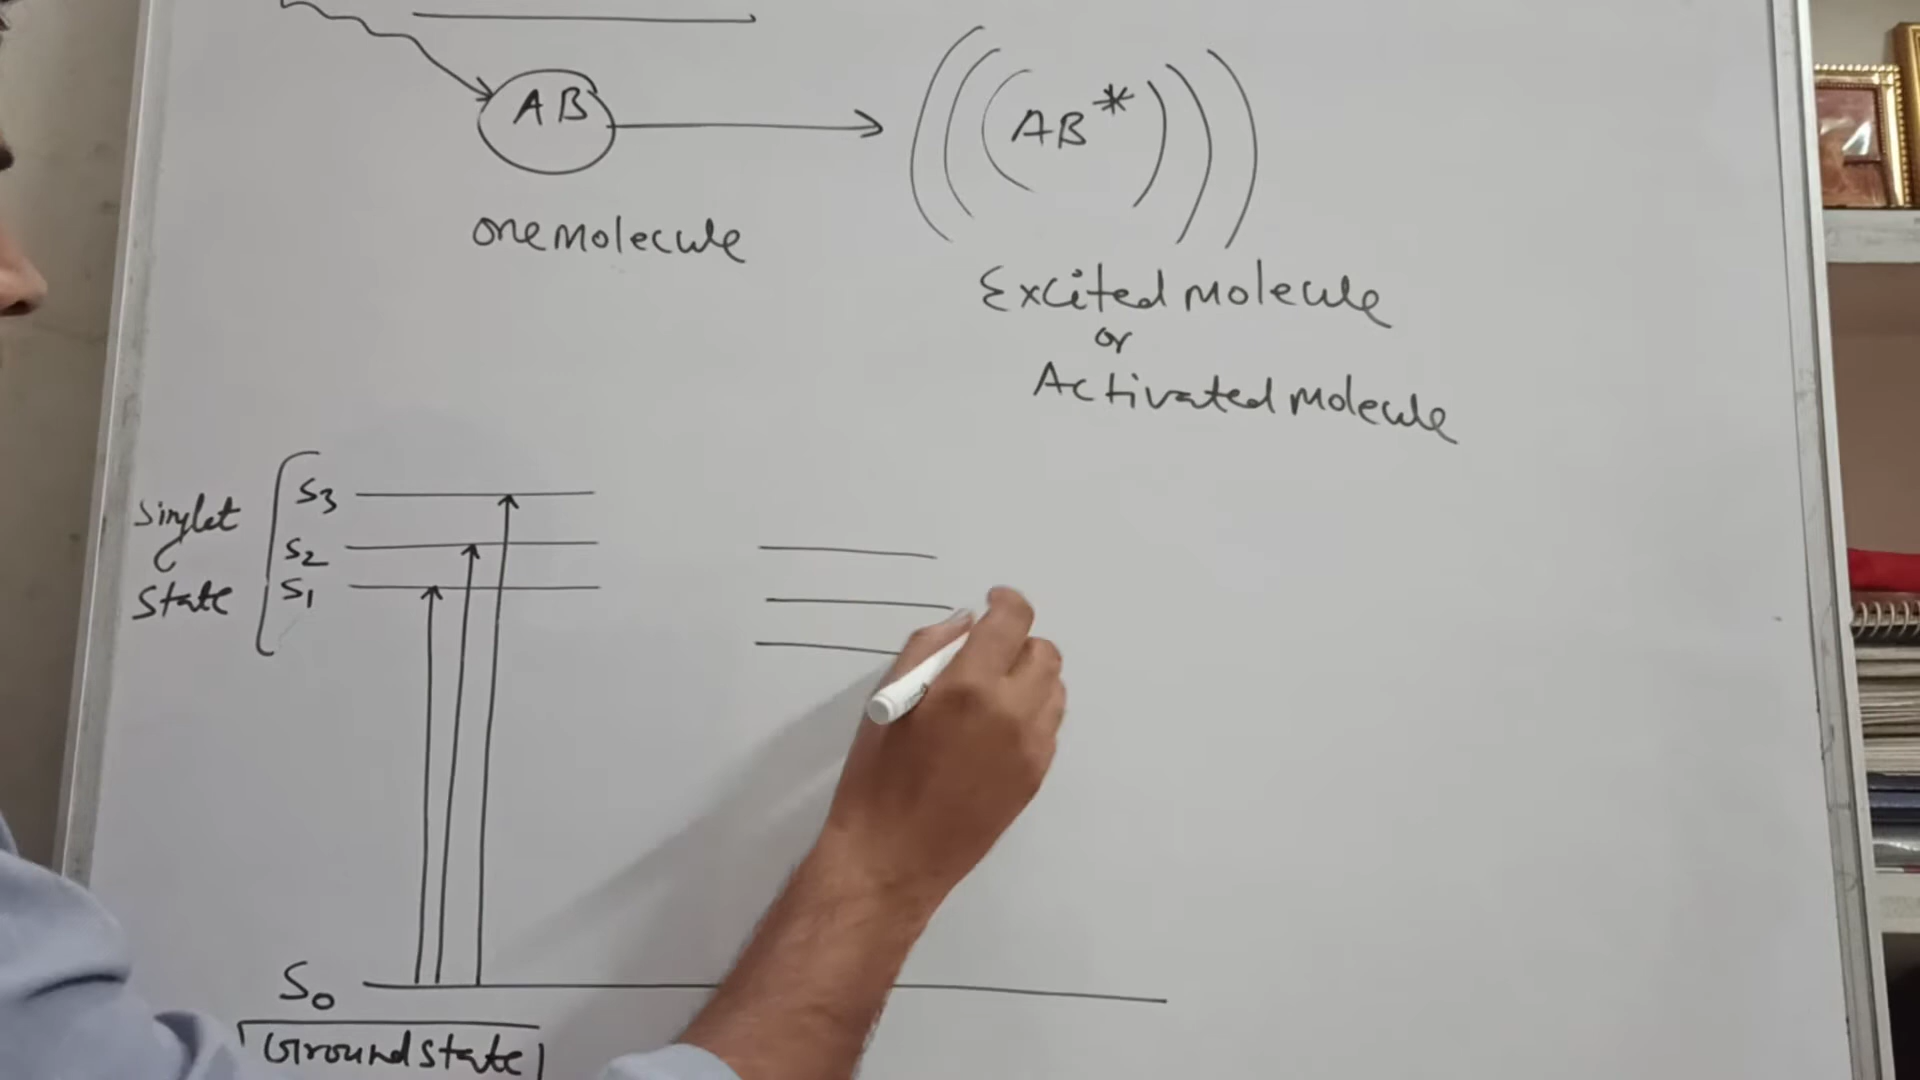 AB
AB*
one molecule
Excited molecule
or
Activated molecule
Singlet
State
S3
S2
S1
S0
Ground state